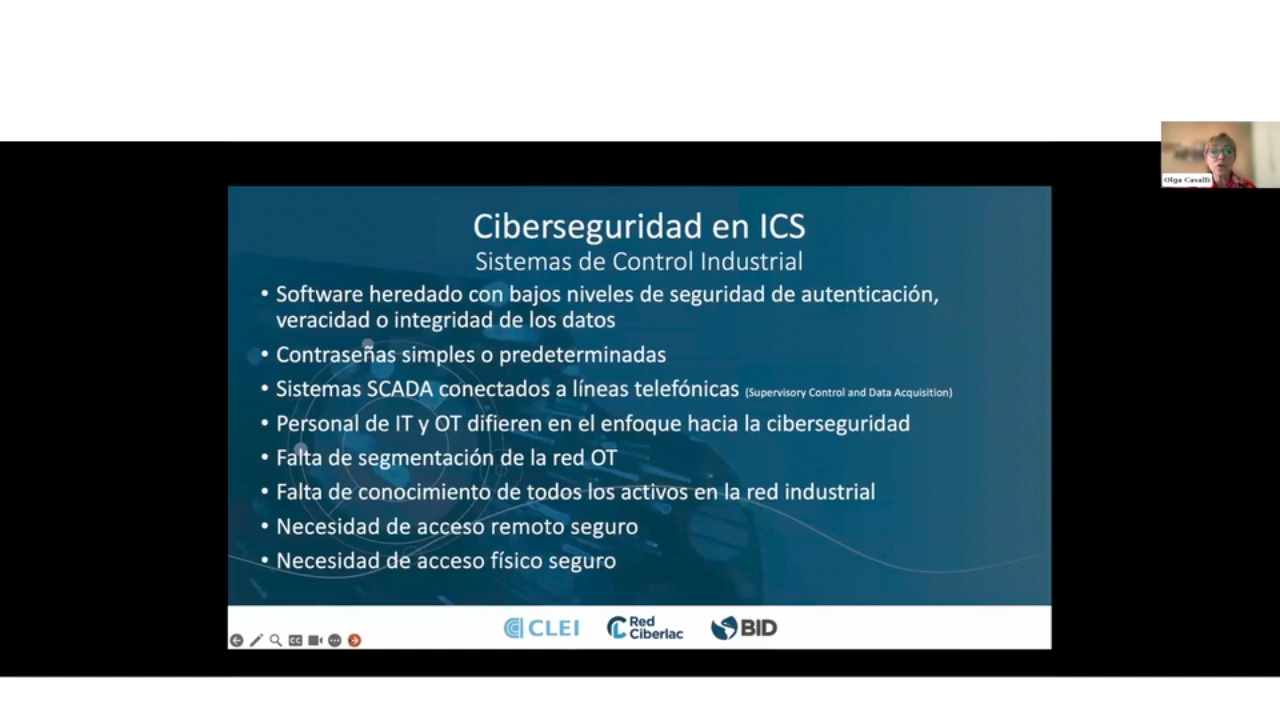 Olga Cavalli
Ciberseguridad en ICS
Sistemas de Control Industrial
• Software heredado con bajos niveles de seguridad de autenticación,
veracidad o integridad de los datos
• Contraseñas simples o predeterminadas
• Sistemas SCADA conectados a líneas telefónicas (Supervisory Control and Data Acquisition)
• Personal de IT y OT difieren en el enfoque hacia la ciberseguridad
• Falta de segmentación de la red OT
• Falta de conocimiento de todos los activos en la red industrial
• Necesidad de acceso remoto seguro
• Necesidad de acceso físico seguro
CLEI
Red
Ciberlac
BID
CC